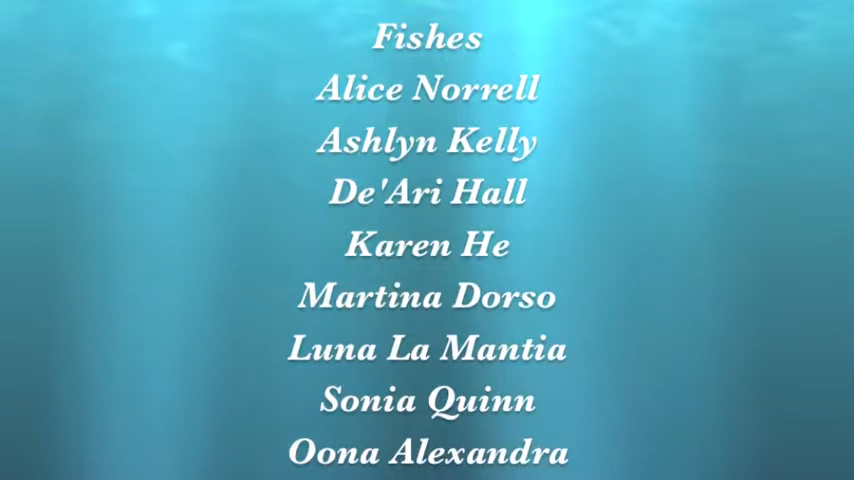 Fishes
Alice Norrell
Ashlyn Kelly
De'Ari Hall
Karen He
Martina Dorso
Luna La Mantia
Sonia Quinn
Oona Alexandra